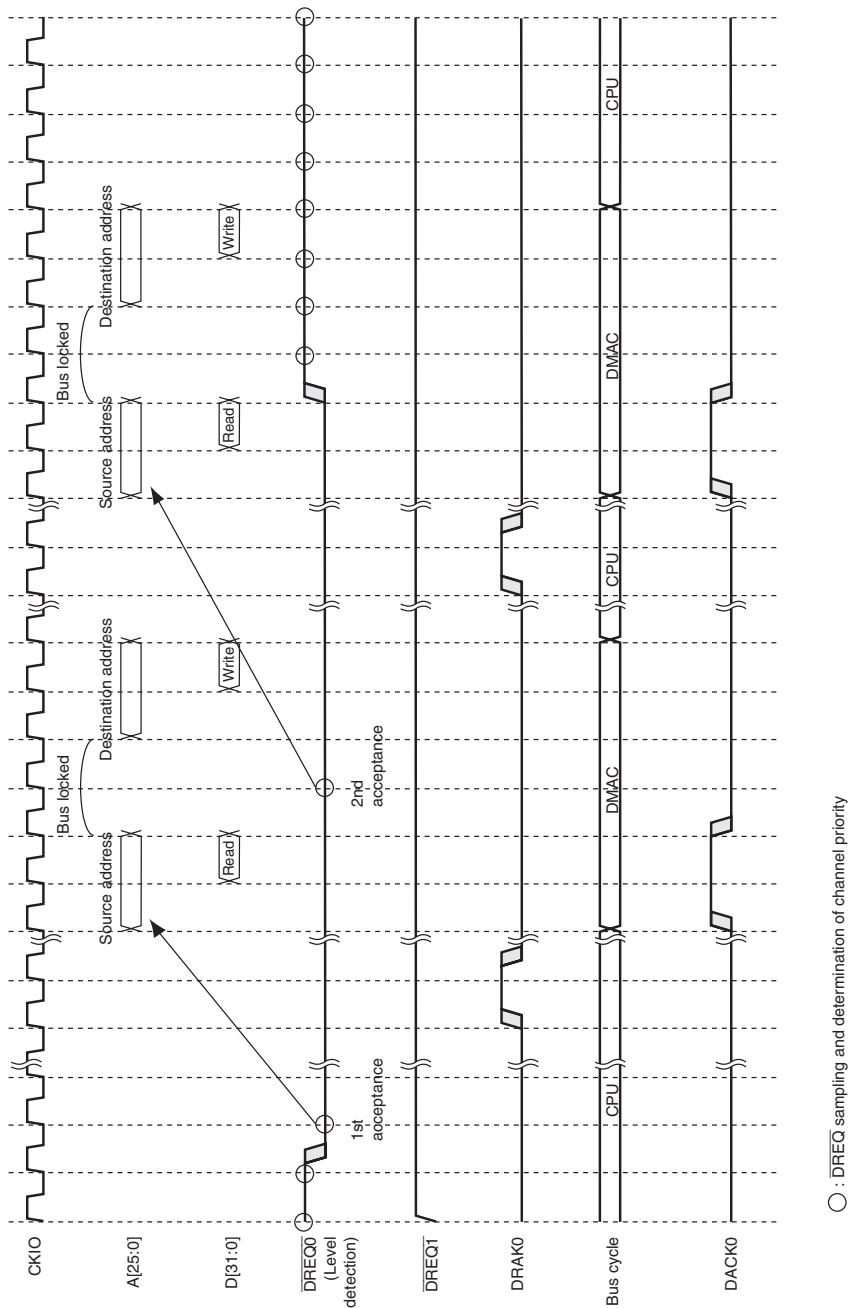 CKIO
Source address
Bus locked
Destination address
Source address
Bus locked
Destination address
A[25:0]
D[31:0]
Read
Write
Read
Write
DREQ0
(Level
detection)
1st
acceptance
2nd
acceptance
DREQ1
DRAK0
Bus cycle
CPU
DMAC
CPU
DMAC
CPU
DACK0
: DREQ sampling and determination of channel priority